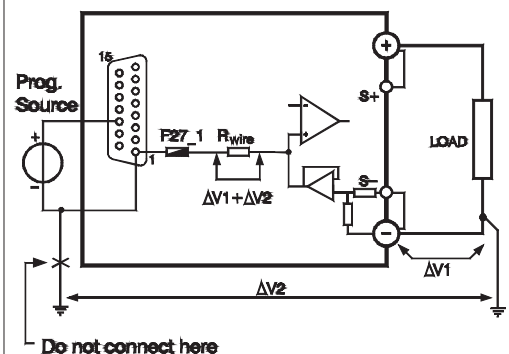 15
Prog.
Source
+
-
1
F27_1
Rwire
ΔV1+ΔV2
-
+
+
S+
S-
-
LOAD
ΔV1
ΔV2
Do not connect here